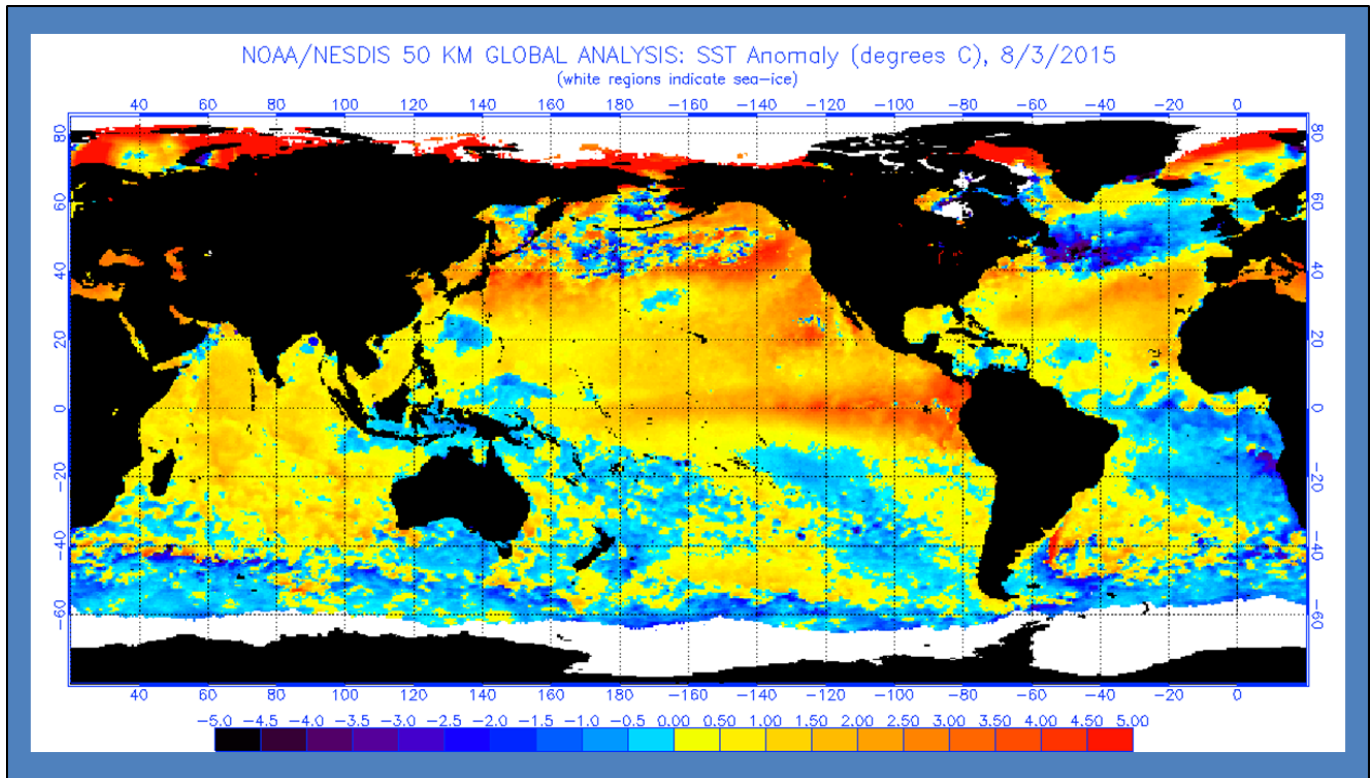 NOAA/NESDIS 50 KM GLOBAL ANALYSIS: SST Anomaly (degrees C), 8/3/2015
(white regions indicate sea-ice)
40 60 80 100 120 140 160 180 -160 -140 -120 -100 -80 -60 -40 -20 0
80 80
60 60
40 40
20 20
0 0
-20 -20
-40 -40
-60 -60
40 60 80 100 120 140 160 180 -160 -140 -120 -100 -80 -60 -40 -20 0
-5.0 -4.5 -4.0 -3.5 -3.0 -2.5 -2.0 -1.5 -1.0 -0.5 0.00 0.50 1.00 1.50 2.00 2.50 3.00 3.50 4.00 4.50 5.00